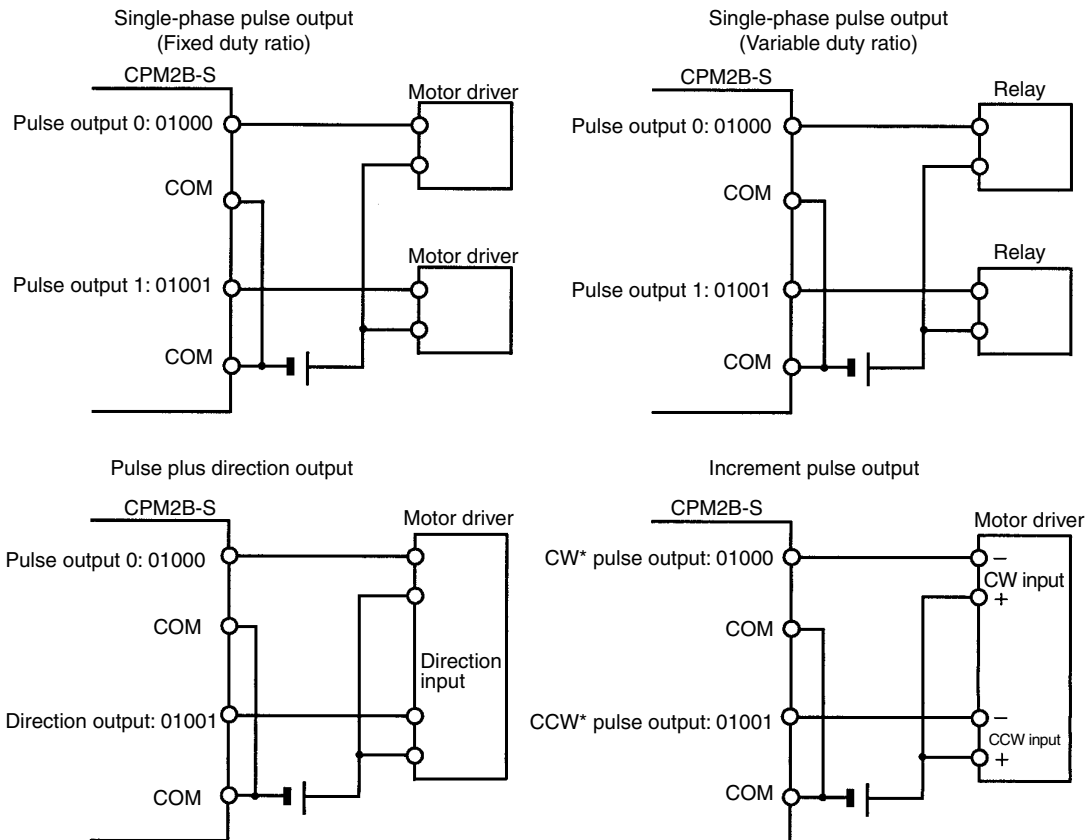 Single-phase pulse output
(Fixed duty ratio)
CPM2B-S
Motor driver
Pulse output 0: 01000
COM
Motor driver
Pulse output 1: 01001
COM
Single-phase pulse output
(Variable duty ratio)
CPM2B-S
Relay
Pulse output 0: 01000
COM
Relay
Pulse output 1: 01001
COM
Pulse plus direction output
CPM2B-S
Motor driver
Pulse output 0: 01000
COM
Direction
input
Direction output: 01001
COM
Increment pulse output
CPM2B-S
Motor driver
CW* pulse output: 01000
−
CW input
+
COM
CCW* pulse output: 01001
−
CCW input
+
COM